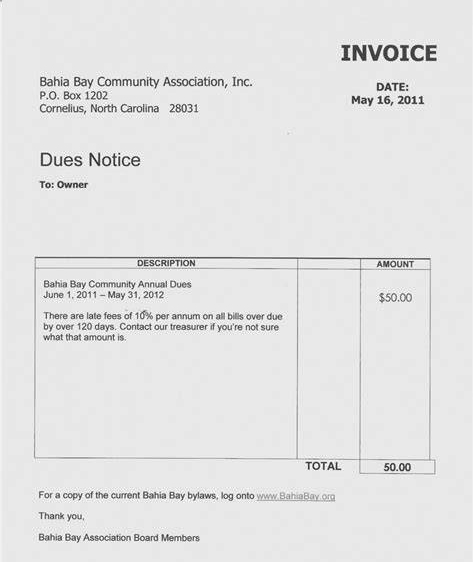 INVOICE
Bahia Bay Community Association, Inc.
P.O. Box 1202
Cornelius, North Carolina 28031
DATE:
May 16, 2011
Dues Notice
To: Owner
DESCRIPTION AMOUNT
Bahia Bay Community Annual Dues
June 1, 2011 – May 31, 2012 $50.00
There are late fees of 10% per annum on all bills over due
by over 120 days. Contact our treasurer if you're not sure
what that amount is.
TOTAL 50.00
For a copy of the current Bahia Bay bylaws, log onto www.BahiaBay.org
Thank you,
Bahia Bay Association Board Members